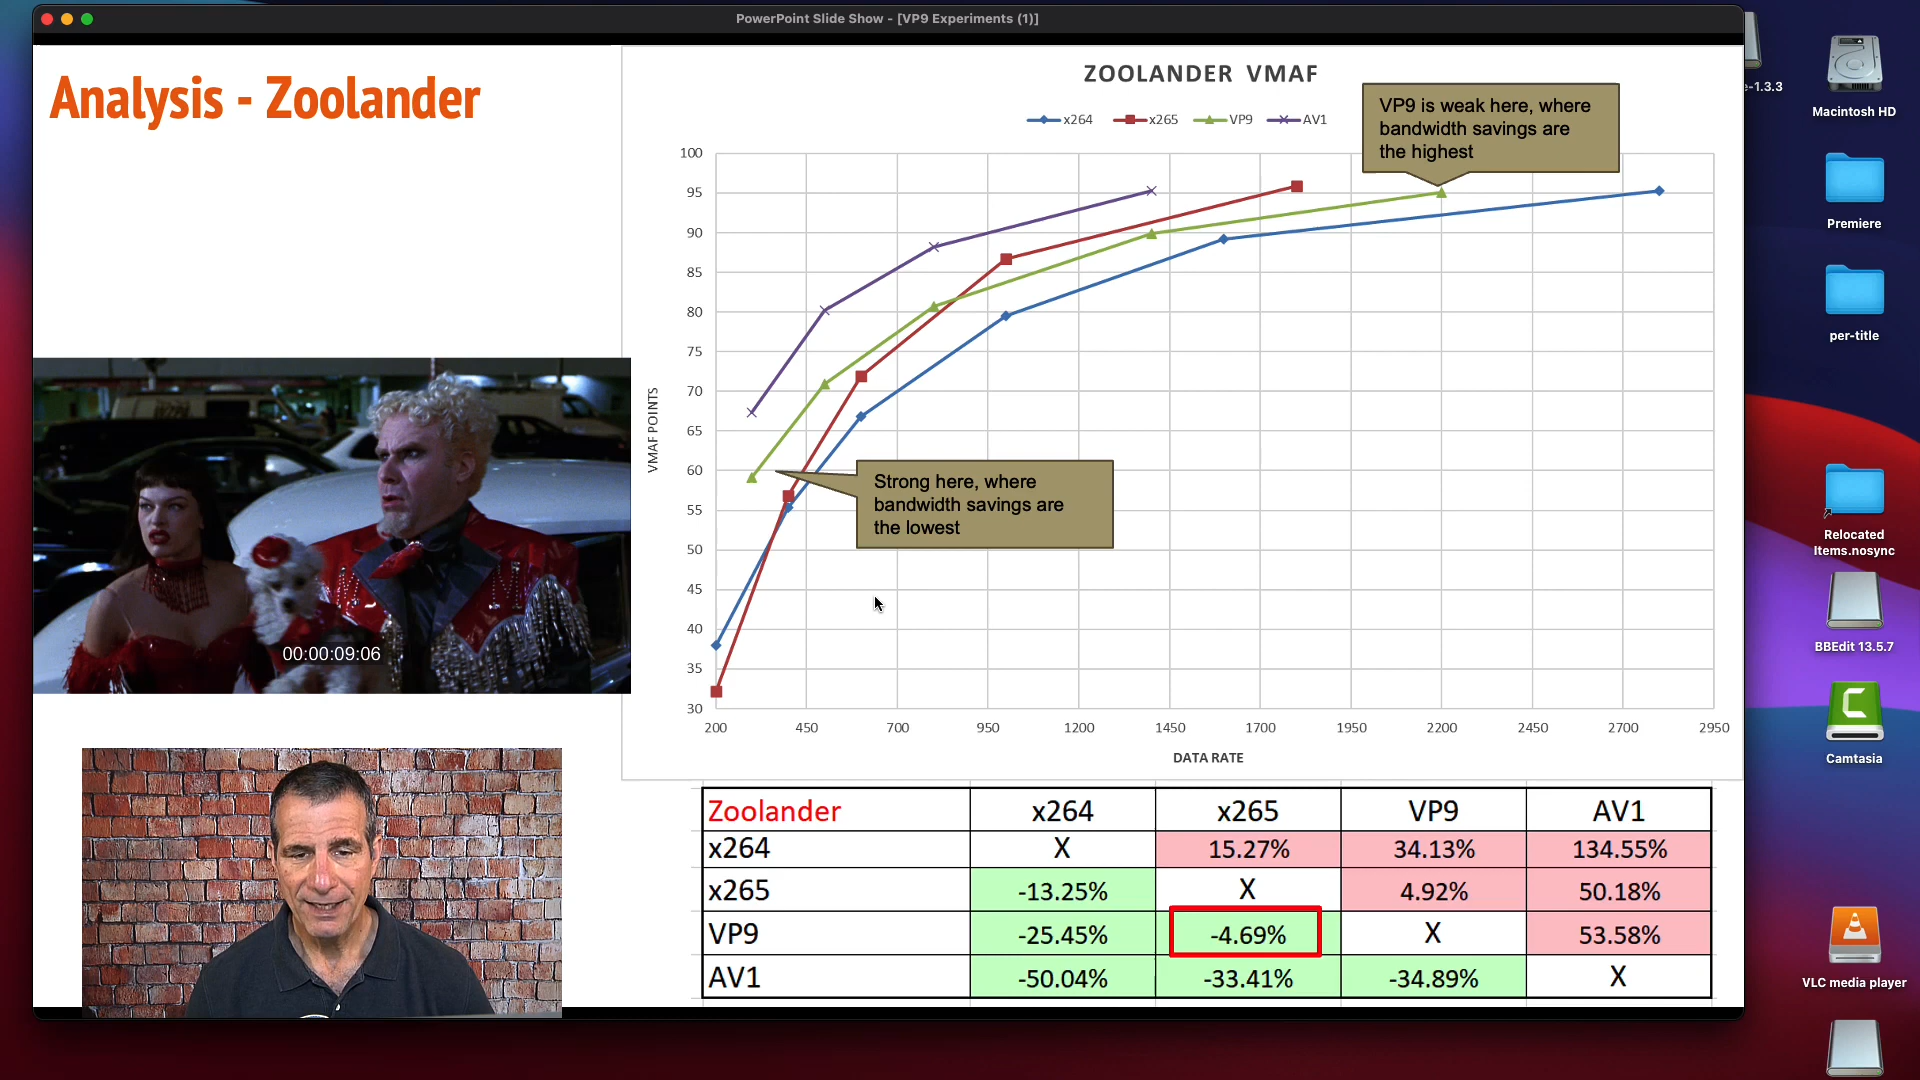 PowerPoint Slide Show - [VP9 Experiments (1)]
Analysis - Zoolander
ZOOLANDER VMAF
x264 x265 VP9 AV1
VP9 is weak here, where
bandwidth savings are
the highest
100
95
90
85
80
75
70
65
60
55
50
45
40
35
30
VMAF POINTS
Strong here, where
bandwidth savings are
the lowest
200 450 700 950 1200 1450 1700 1950 2200 2450 2700 2950
DATA RATE
00:00:09:06
Zoolander x264 x265 VP9 AV1
x264 X 15.27% 34.13% 134.55%
x265 -13.25% X 4.92% 50.18%
VP9 -25.45% -4.69% X 53.58%
AV1 -50.04% -33.41% -34.89% X
e-1.3.3
Macintosh HD
Premiere
per-title
Relocated
Items.nosync
BBEdit 13.5.7
C
Camtasia
VLC media player